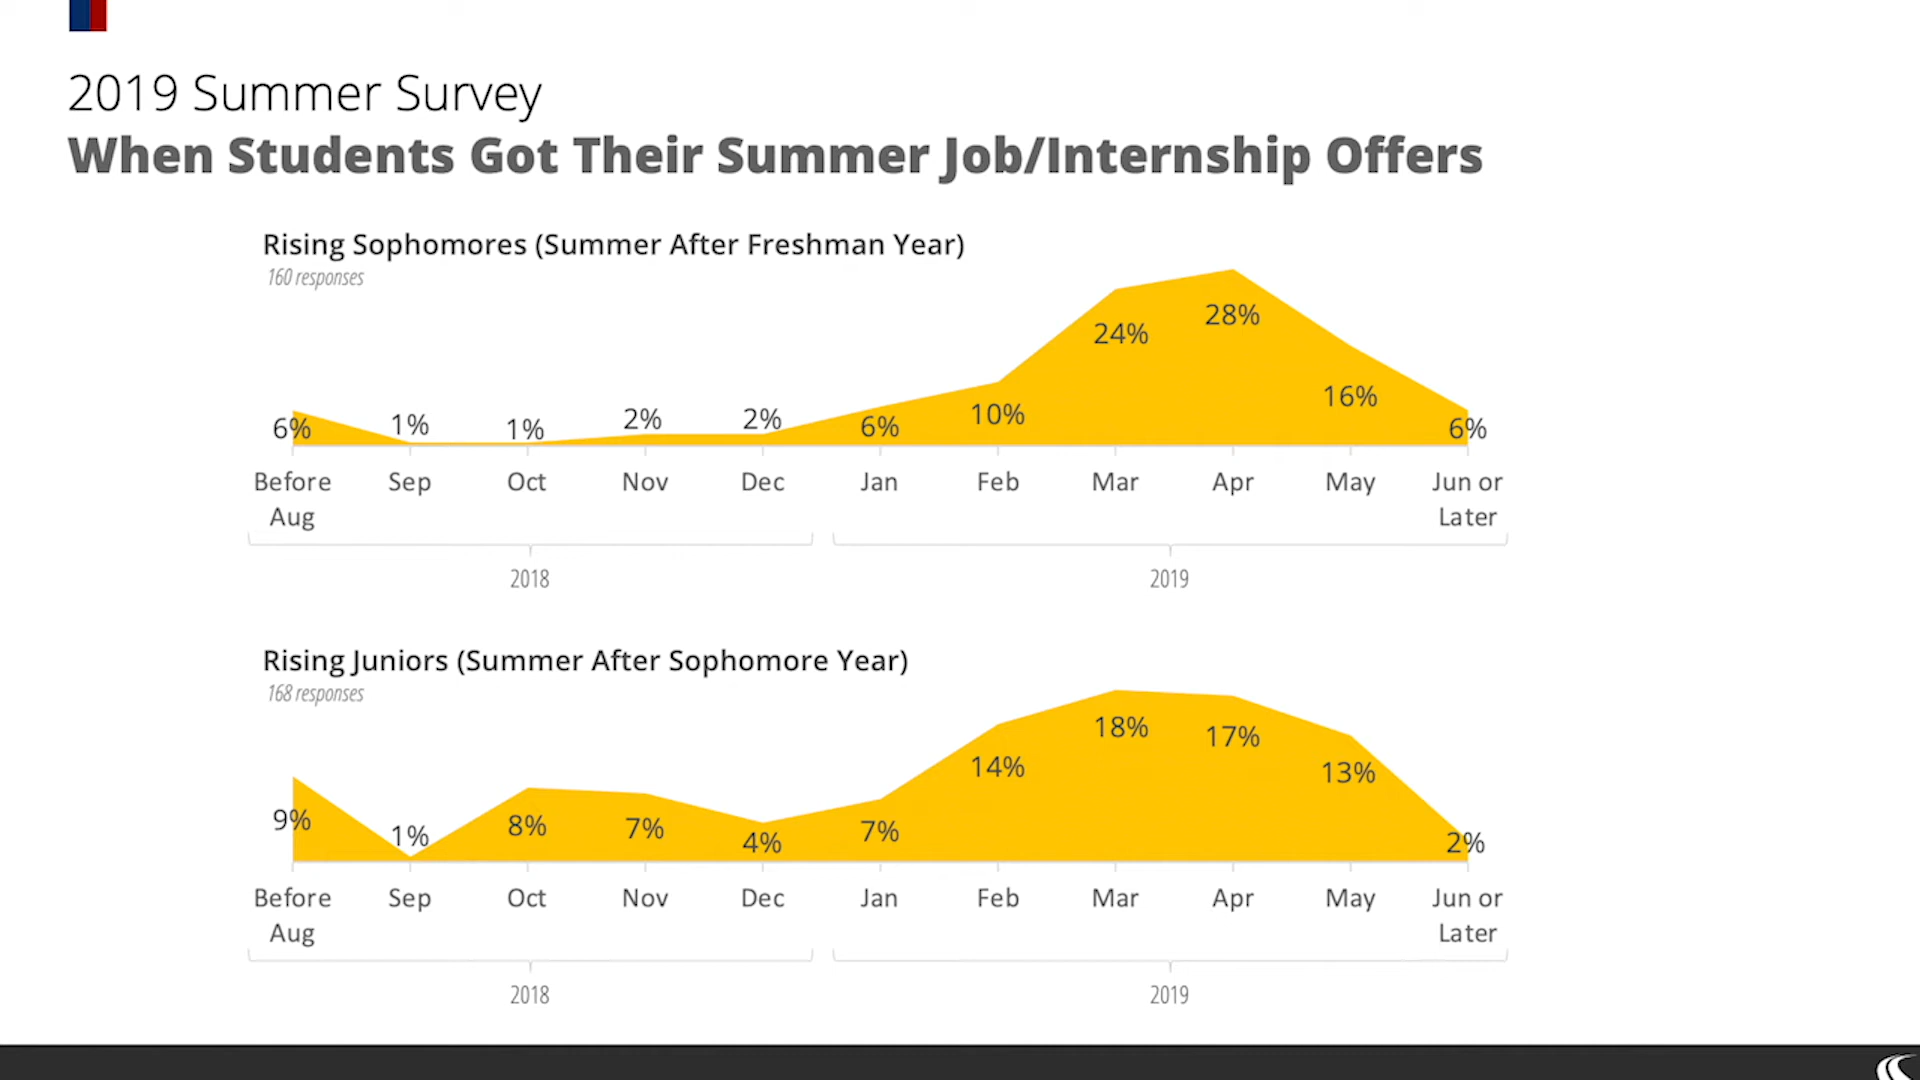 2019 Summer Survey
When Students Got Their Summer Job/Internship Offers
Rising Sophomores (Summer After Freshman Year)
160 responses
6% 1% 1% 2% 2% 6% 10% 24% 28% 16% 6%
Before Aug Sep Oct Nov Dec Jan Feb Mar Apr May Jun or Later
2018 2019
Rising Juniors (Summer After Sophomore Year)
168 responses
9% 1% 8% 7% 4% 7% 14% 18% 17% 13% 2%
Before Aug Sep Oct Nov Dec Jan Feb Mar Apr May Jun or Later
2018 2019